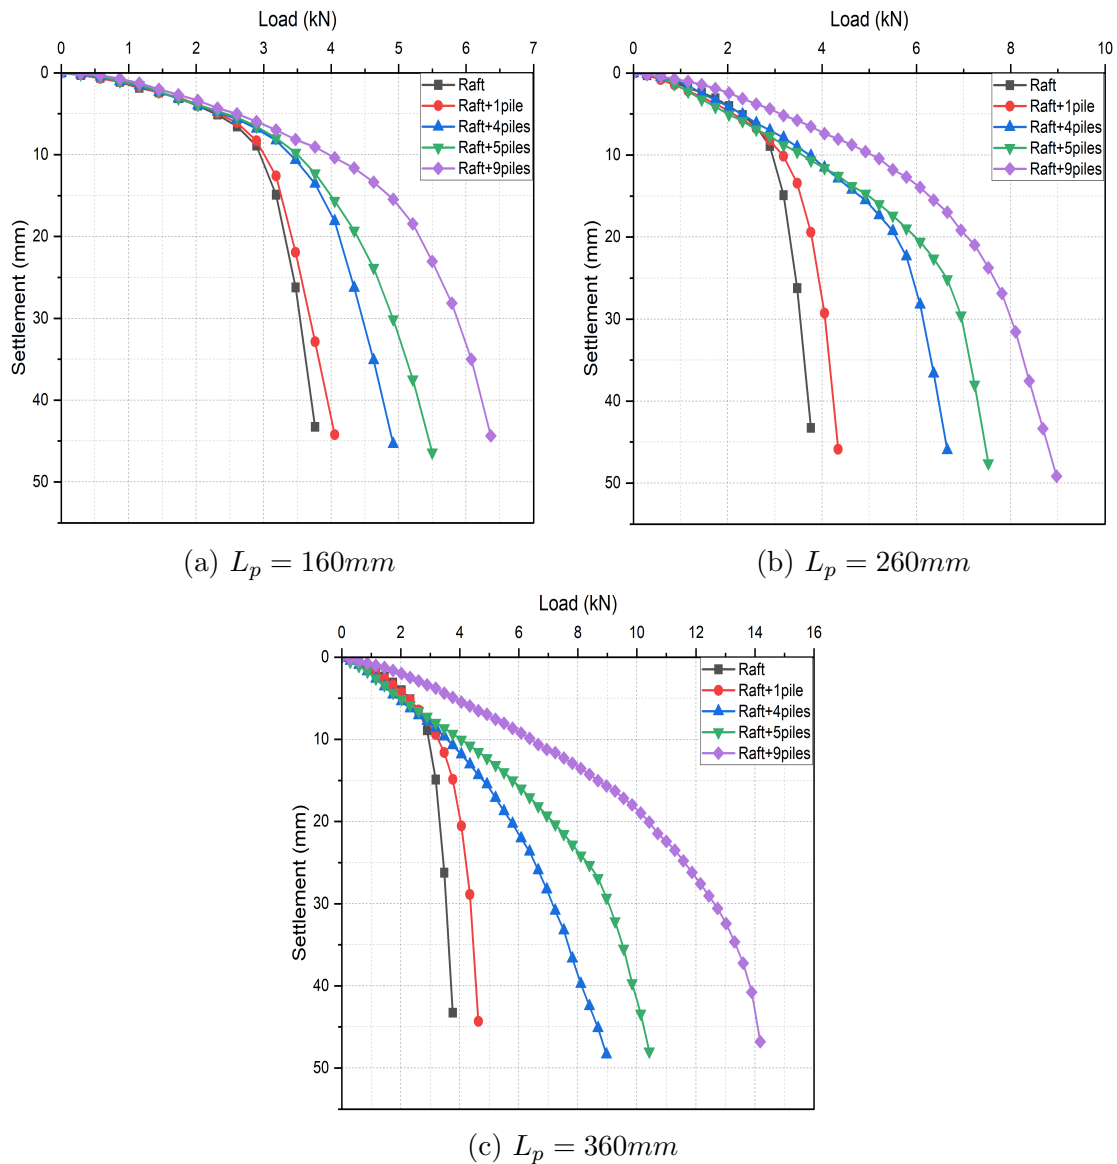 Load (kN)
0 1 2 3 4 5 6 7
0
10
20
30
40
50
Settlement (mm)
Raft
Raft+1pile
Raft+4piles
Raft+5piles
Raft+9piles
(a) L_p = 160mm
Load (kN)
0 2 4 6 8 10
0
10
20
30
40
50
Settlement (mm)
Raft
Raft+1pile
Raft+4piles
Raft+5piles
Raft+9piles
(b) L_p = 260mm
Load (kN)
0 2 4 6 8 10 12 14 16
0
10
20
30
40
50
Settlement (mm)
Raft
Raft+1pile
Raft+4piles
Raft+5piles
Raft+9piles
(c) L_p = 360mm